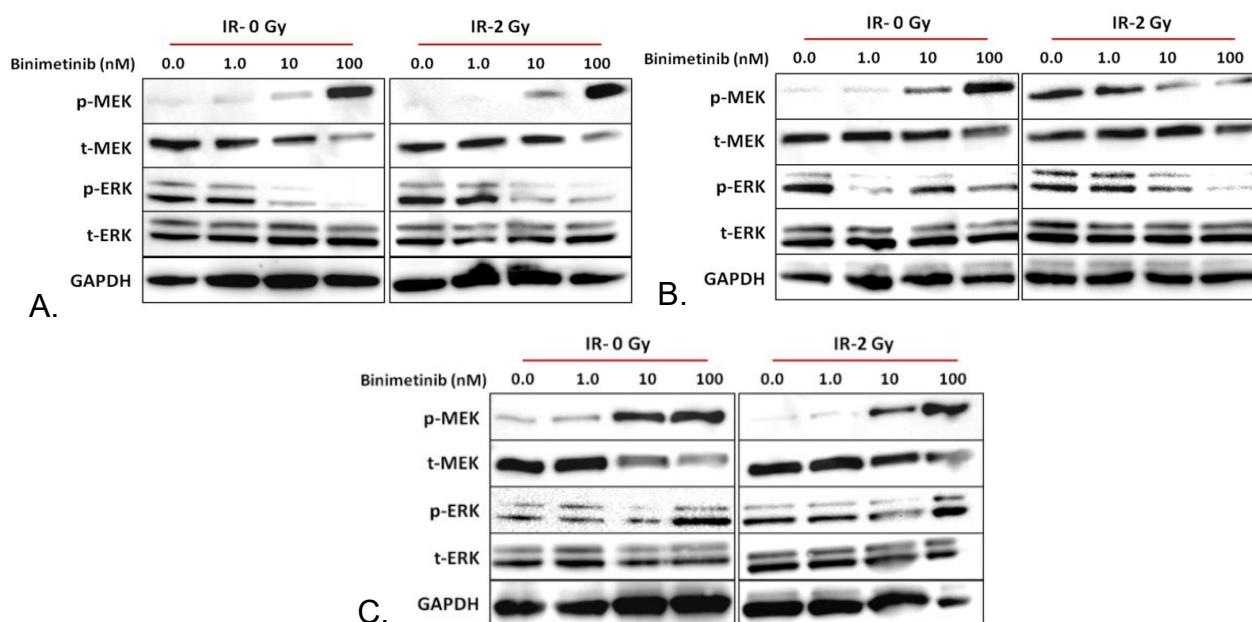 IR- 0 Gy IR-2 Gy
Binimetinib (nM) 0.0 1.0 10 100 0.0 1.0 10 100
p-MEK
t-MEK
p-ERK
t-ERK
GAPDH
A.
IR- 0 Gy IR-2 Gy
Binimetinib (nM) 0.0 1.0 10 100 0.0 1.0 10 100
p-MEK
t-MEK
p-ERK
t-ERK
GAPDH
B.
IR- 0 Gy IR-2 Gy
Binimetinib (nM) 0.0 1.0 10 100 0.0 1.0 10 100
p-MEK
t-MEK
p-ERK
t-ERK
GAPDH
C.